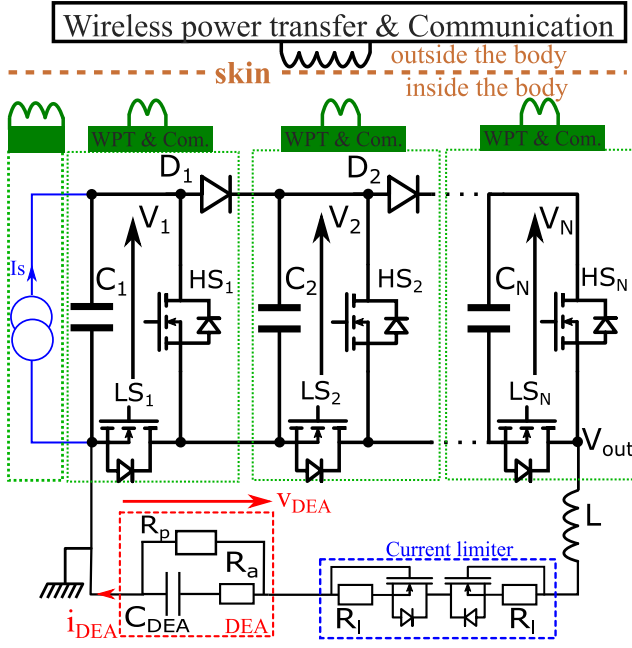 Wireless power transfer & Communication
outside the body
skin
inside the body
WPT & Com.
WPT & Com.
WPT & Com.
D1
D2
V1
V2
VN
Is
C1
HS1
C2
HS2
CN
HSN
LS1
LS2
LSN
Vout
vDEA
L
Rp
Current limiter
Ra
CDEA
DEA
iDEA
Rl
Rl